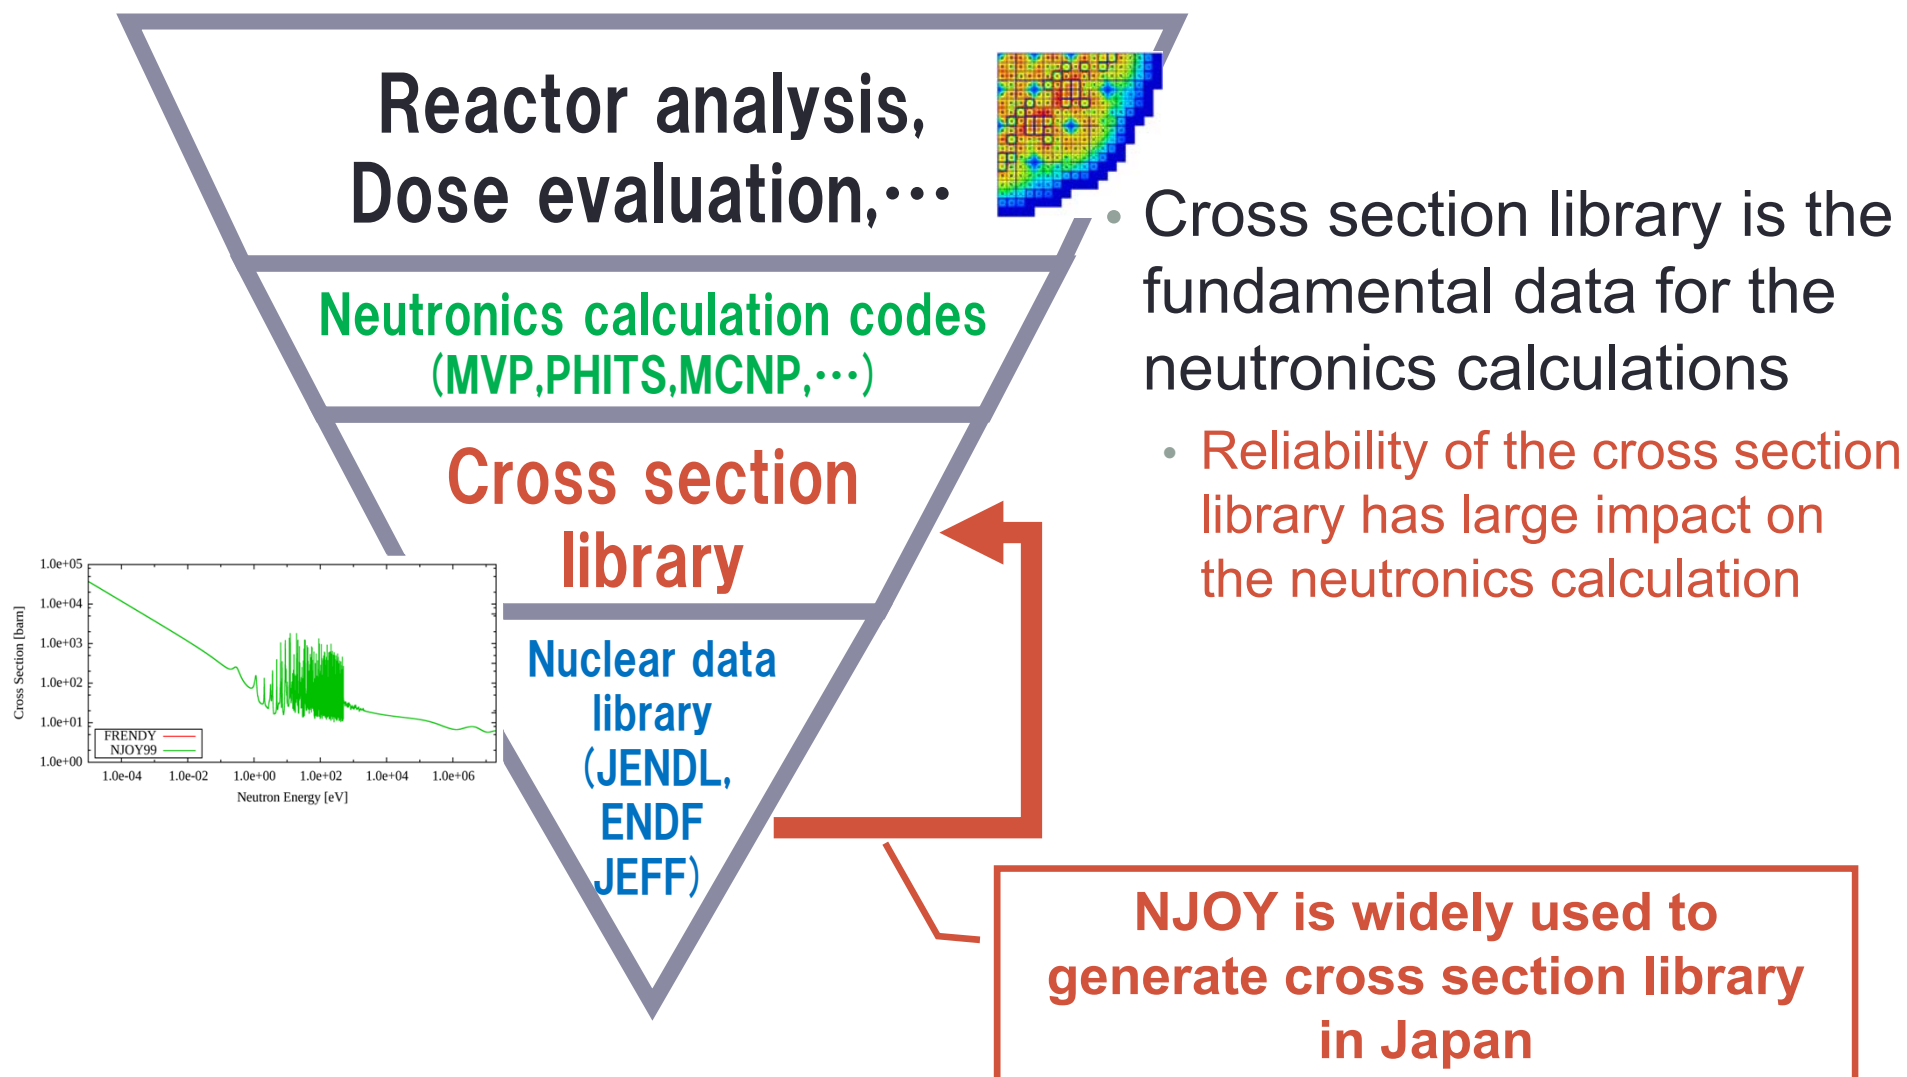 Reactor analysis,
Dose evaluation,···
Neutronics calculation codes
(MVP,PHITS,MCNP,···)
Cross section
library
Nuclear data
library
(JENDL,
ENDF
JEFF)
Cross Section [barn]
1.0e+05
1.0e+04
1.0e+03
1.0e+02
1.0e+01
1.0e+00
FRENDY
NJOY99
1.0e-04 1.0e-02 1.0e+00 1.0e+02 1.0e+04 1.0e+06
Neutron Energy [eV]
• Cross section library is the
fundamental data for the
neutronics calculations
• Reliability of the cross section
library has large impact on
the neutronics calculation
NJOY is widely used to
generate cross section library
in Japan